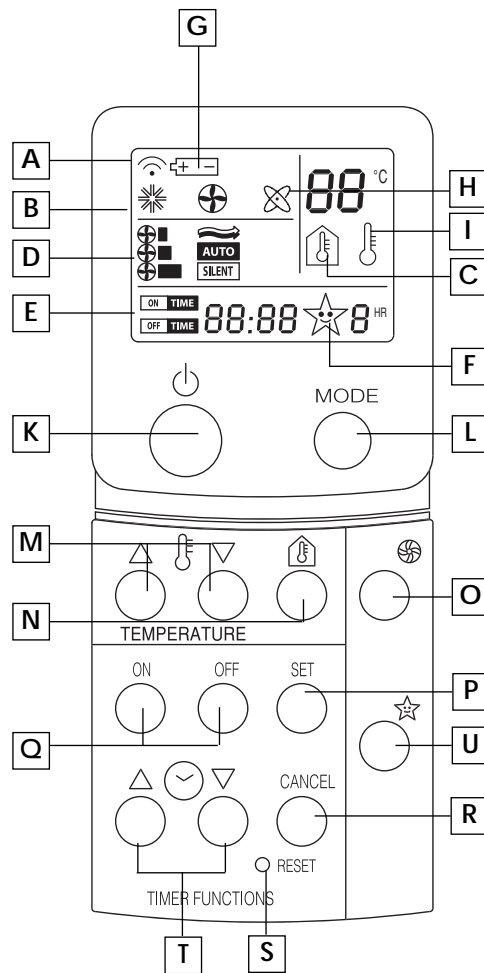 G
A
88 °C
H
B
I
AUTO
D
SILENT
C
ON TIME
E
88:88 8 HR
OFF TIME
F
MODE
K
L
M
O
N
TEMPERATURE
ON OFF SET
P
Q
U
CANCEL
R
RESET
TIMER FUNCTIONS
T S